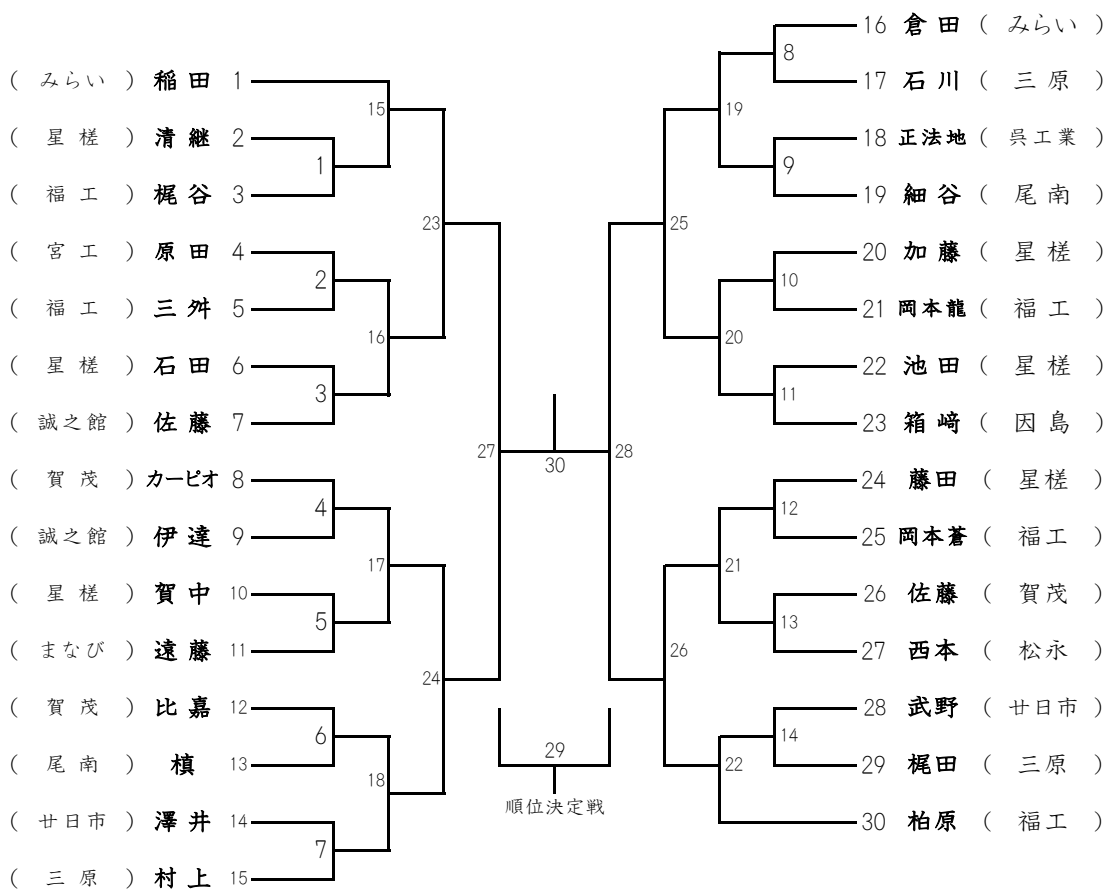 ( みらい ) 稲田 1
( 星槎 ) 清継 2
( 福工 ) 梶谷 3
( 宮工 ) 原田 4
( 福工 ) 三舛 5
( 星槎 ) 石田 6
( 誠之館 ) 佐藤 7
( 賀茂 ) カーピオ 8
( 誠之館 ) 伊達 9
( 星槎 ) 賀中 10
( まなび ) 遠藤 11
( 賀茂 ) 比嘉 12
( 尾南 ) 槙 13
( 廿日市 ) 澤井 14
( 三原 ) 村上 15
1
2
3
4
5
6
7
15
16
17
18
23
24
27
30
29
順位決定戦
28
25
26
19
20
21
22
8
9
10
11
12
13
14
16 倉田 ( みらい )
17 石川 ( 三原 )
18 正法地 ( 呉工業 )
19 細谷 ( 尾南 )
20 加藤 ( 星槎 )
21 岡本龍 ( 福工 )
22 池田 ( 星槎 )
23 箱﨑 ( 因島 )
24 藤田 ( 星槎 )
25 岡本蒼 ( 福工 )
26 佐藤 ( 賀茂 )
27 西本 ( 松永 )
28 武野 ( 廿日市 )
29 梶田 ( 三原 )
30 柏原 ( 福工 )